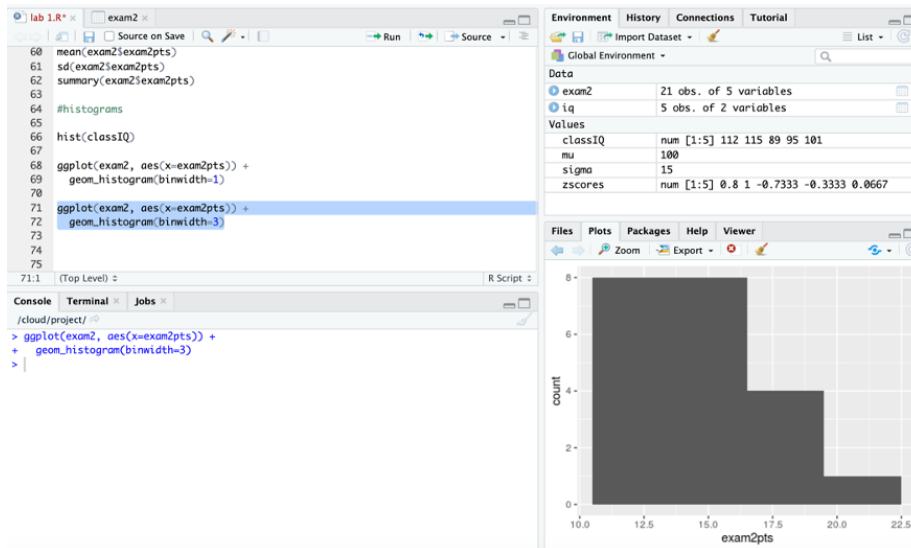 lab 1.R* × exam2 ×
Source on Save Run Source
60 mean(exam2$exam2pts)
61 sd(exam2$exam2pts)
62 summary(exam2$exam2pts)
63
64 #histograms
65
66 hist(classIQ)
67
68 ggplot(exam2, aes(x=exam2pts)) +
69 geom_histogram(binwidth=1)
70
71 ggplot(exam2, aes(x=exam2pts)) +
72 geom_histogram(binwidth=3)
73
74
75
71:1 (Top Level) R Script
Console Terminal × Jobs ×
/cloud/project/
> ggplot(exam2, aes(x=exam2pts)) +
+ geom_histogram(binwidth=3)
>
Environment History Connections Tutorial
Import Dataset List
Global Environment
Data
exam2 21 obs. of 5 variables
iq 5 obs. of 2 variables
Values
classIQ num [1:5] 112 115 89 95 101
mu 100
sigma 15
zscores num [1:5] 0.8 1 -0.7333 -0.3333 0.0667
Files Plots Packages Help Viewer
Zoom Export
8
6
4
2
0
count
10.0 12.5 15.0 17.5 20.0 22.5
exam2pts